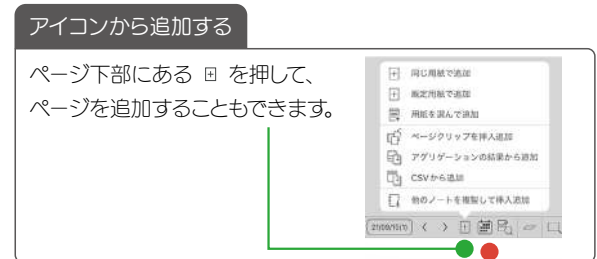 アイコンから追加する
ページ下部にある ⊞ を押して、
ページを追加することもできます。
同じ用紙で追加
既定用紙で追加
用紙を選んで追加
ページクリップを挿入追加
アグリゲーションの結果から追加
CSVから追加
他のノートを複製して挿入追加
21/09/15(1)